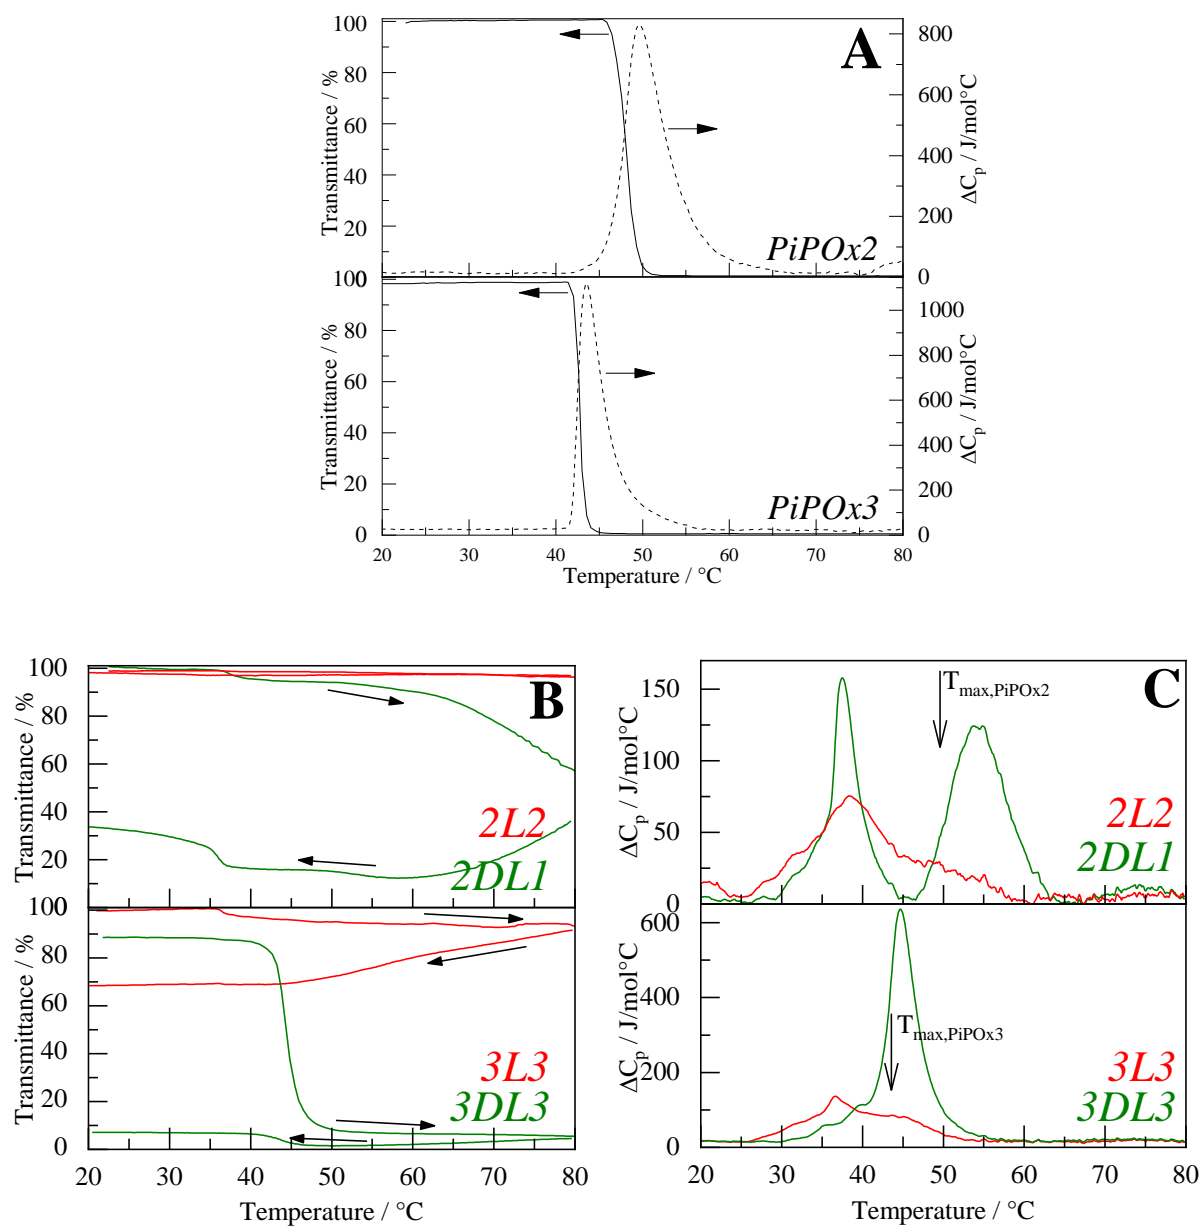 A
Transmittance / %
100
80
60
40
20
0
800
600
400
200
0
ΔCp / J/mol°C
PiPOx2
Transmittance / %
100
80
60
40
20
0
1000
800
600
400
200
0
ΔCp / J/mol°C
PiPOx3
20 30 40 50 60 70 80
Temperature / °C
B
Transmittance / %
100
80
60
40
20
2L2
2DL1
Transmittance / %
100
100
80
60
40
20
0
3L3
3DL3
20 30 40 50 60 70 80
Temperature / °C
C
ΔCp / J/mol°C
150
100
50
0
Tmax,PiPOx2
2L2
2DL1
ΔCp / J/mol°C
600
400
200
0
Tmax,PiPOx3
3L3
3DL3
20 30 40 50 60 70 80
Temperature / °C